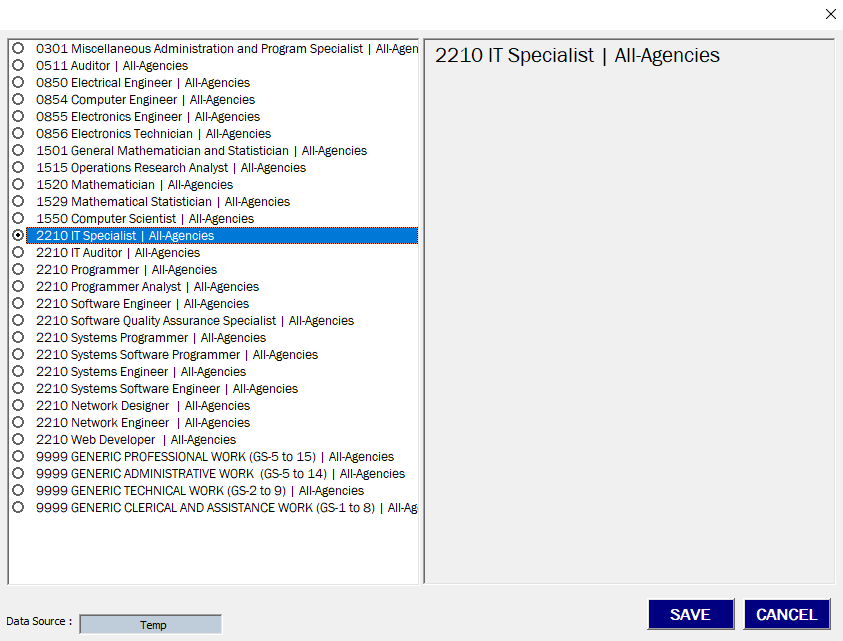 0301 Miscellaneous Administration and Program Specialist | All-Agen
0511 Auditor | All-Agencies
0850 Electrical Engineer | All-Agencies
0854 Computer Engineer | All-Agencies
0855 Electronics Engineer | All-Agencies
0856 Electronics Technician | All-Agencies
1501 General Mathematician and Statistician | All-Agencies
1515 Operations Research Analyst | All-Agencies
1520 Mathematician | All-Agencies
1529 Mathematical Statistician | All-Agencies
1550 Computer Scientist | All-Agencies
2210 IT Specialist | All-Agencies
2210 IT Auditor | All-Agencies
2210 Programmer | All-Agencies
2210 Programmer Analyst | All-Agencies
2210 Software Engineer | All-Agencies
2210 Software Quality Assurance Specialist | All-Agencies
2210 Systems Programmer | All-Agencies
2210 Systems Software Programmer | All-Agencies
2210 Systems Engineer | All-Agencies
2210 Systems Software Engineer | All-Agencies
2210 Network Designer | All-Agencies
2210 Network Engineer | All-Agencies
2210 Web Developer | All-Agencies
9999 GENERIC PROFESSIONAL WORK (GS-5 to 15) | All-Agencies
9999 GENERIC ADMINISTRATIVE WORK (GS-5 to 14) | All-Agencies
9999 GENERIC TECHNICAL WORK (GS-2 to 9) | All-Agencies
9999 GENERIC CLERICAL AND ASSISTANCE WORK (GS-1 to 8) | All-Ag
2210 IT Specialist | All-Agencies
Data Source :
Temp
SAVE
CANCEL